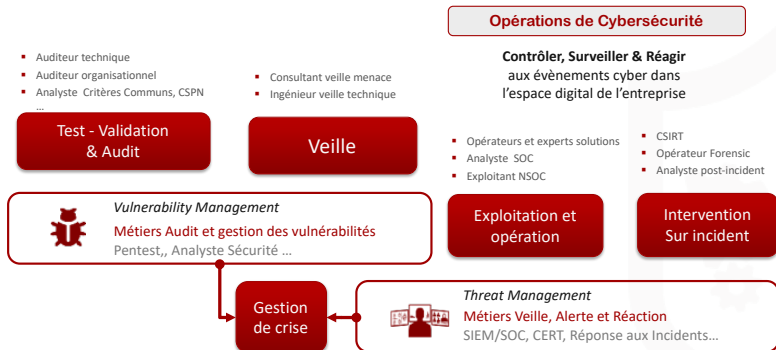 Opérations de Cybersécurité
Contrôler, Surveiller & Réagir
aux évènements cyber dans
l'espace digital de l'entreprise
▪ Auditeur technique
▪ Auditeur organisationnel
▪ Analyste Critères Communs, CSPN
…
Test - Validation
& Audit
▪ Consultant veille menace
▪ Ingénieur veille technique
Veille
▪ Opérateurs et experts solutions
▪ Analyste SOC
▪ Exploitant NSOC
Exploitation et
opération
▪ CSIRT
▪ Opérateur Forensic
▪ Analyste post-incident
Intervention
Sur incident
Vulnerability Management
Métiers Audit et gestion des vulnérabilités
Pentest,, Analyste Sécurité …
Gestion
de crise
Threat Management
Métiers Veille, Alerte et Réaction
SIEM/SOC, CERT, Réponse aux Incidents…